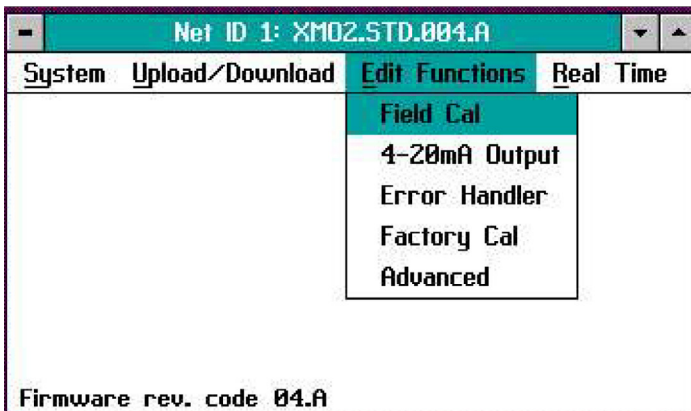 Net ID 1: XMO2.STD.004.A
System Upload/Download Edit Functions Real Time
Field Cal
4-20mA Output
Error Handler
Factory Cal
Advanced
Firmware rev. code 04.A